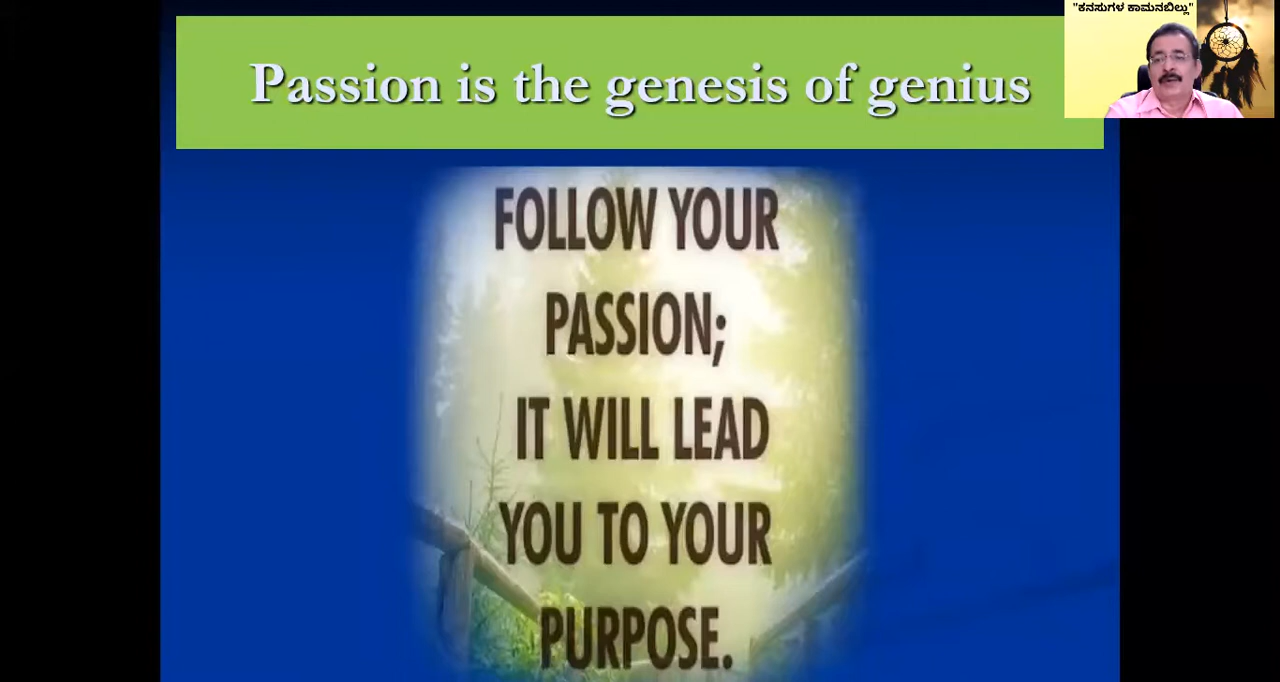 "ಕನಸುಗಳ ಕಾಮನಬಿಲ್ಲು"
Passion is the genesis of genius
FOLLOW YOUR
PASSION;
IT WILL LEAD
YOU TO YOUR
PURPOSE.